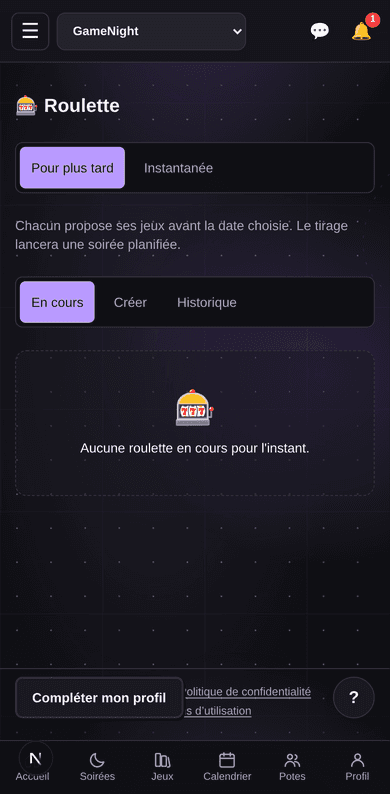 GameNight
1
Roulette
Pour plus tard
Instantanée
Chacun propose ses jeux avant la date choisie. Le tirage
lancera une soirée planifiée.
En cours
Créer
Historique
Aucune roulette en cours pour l'instant.
Compléter mon profil
olitique de confidentialité
s d'utilisation
?
N
Accueil
Soirées
Jeux
Calendrier
Potes
Profil